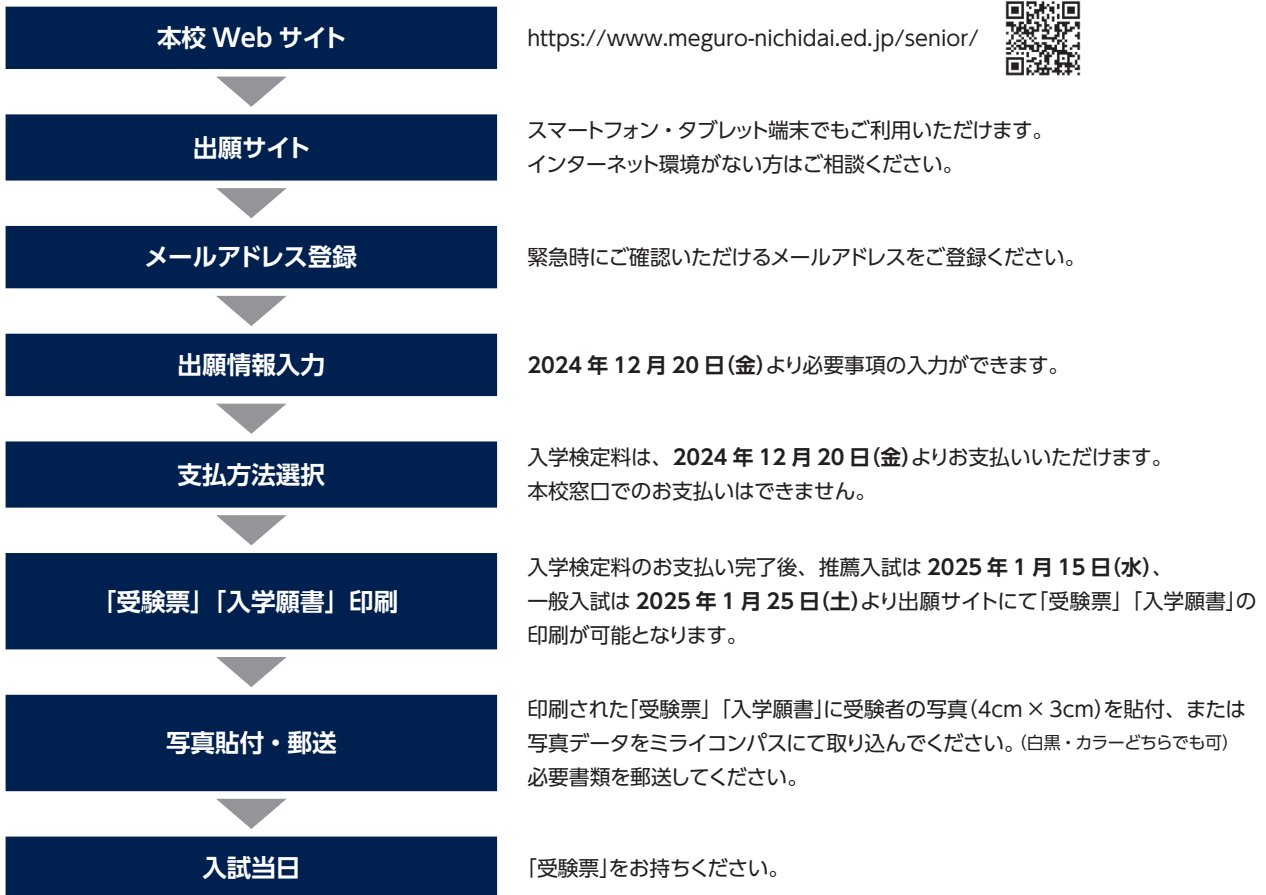 本校 Web サイト
https://www.meguro-nichidai.ed.jp/senior/
出願サイト
スマートフォン・タブレット端末でもご利用いただけます。
インターネット環境がない方はご相談ください。
メールアドレス登録
緊急時にご確認いただけるメールアドレスをご登録ください。
出願情報入力
2024 年 12 月 20 日(金)より必要事項の入力ができます。
支払方法選択
入学検定料は、2024 年 12 月 20 日(金)よりお支払いいただけます。
本校窓口でのお支払いはできません。
「受験票」「入学願書」印刷
入学検定料のお支払い完了後、推薦入試は 2025 年 1 月 15 日(水)、
一般入試は 2025 年 1 月 25 日(土)より出願サイトにて「受験票」「入学願書」の
印刷が可能となります。
写真貼付・郵送
印刷された「受験票」「入学願書」に受験者の写真(4cm × 3cm)を貼付、または
写真データをミライコンパスにて取り込んでください。(白黒・カラーどちらでも可)
必要書類を郵送してください。
入試当日
「受験票」をお持ちください。